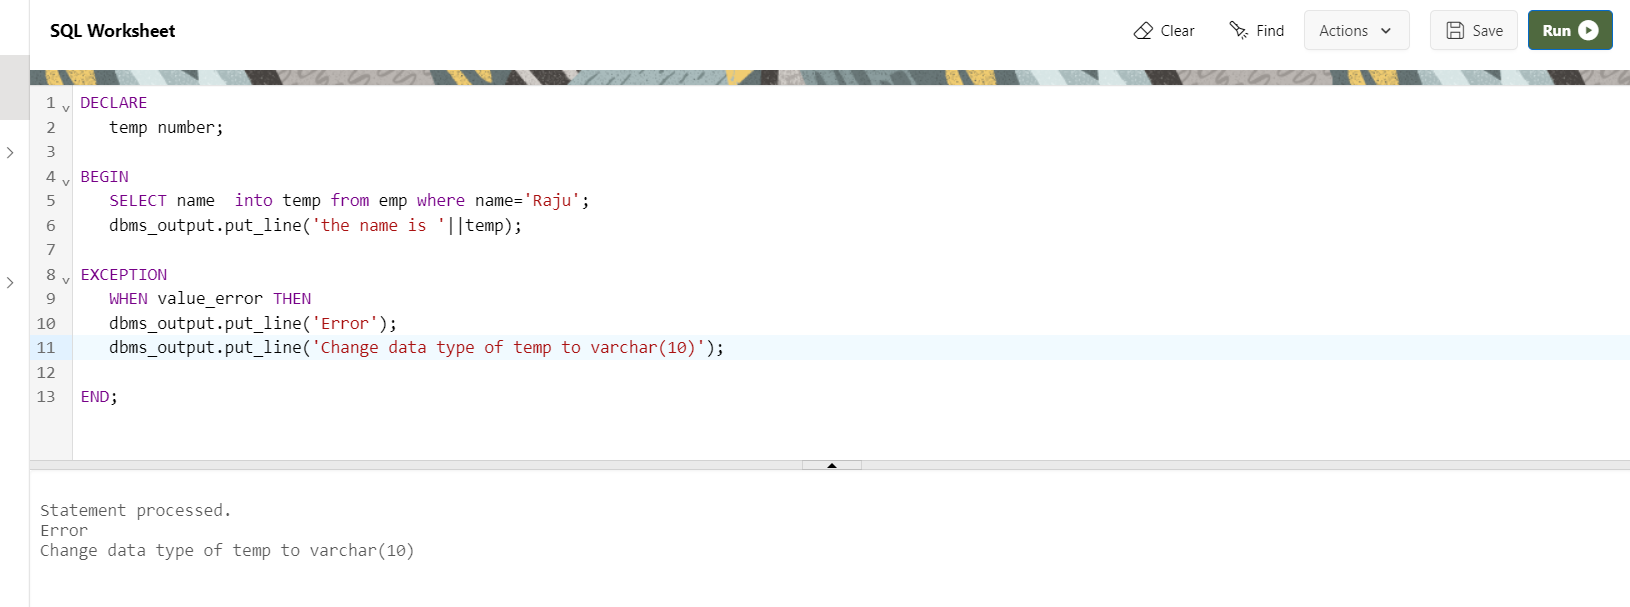 SQL Worksheet
Clear Find Actions Save Run
1 DECLARE
2    temp number;
3
4 BEGIN
5    SELECT name  into temp from emp where name='Raju';
6    dbms_output.put_line('the name is '||temp);
7
8 EXCEPTION
9    WHEN value_error THEN
10    dbms_output.put_line('Error');
11    dbms_output.put_line('Change data type of temp to varchar(10)');
12
13 END;
Statement processed.
Error
Change data type of temp to varchar(10)